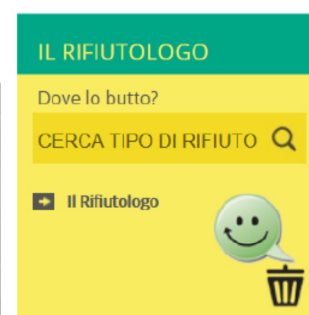 IL RIFIUTOLOGO
Dove lo butto?
CERCA TIPO DI RIFIUTO
Il Rifiutologo